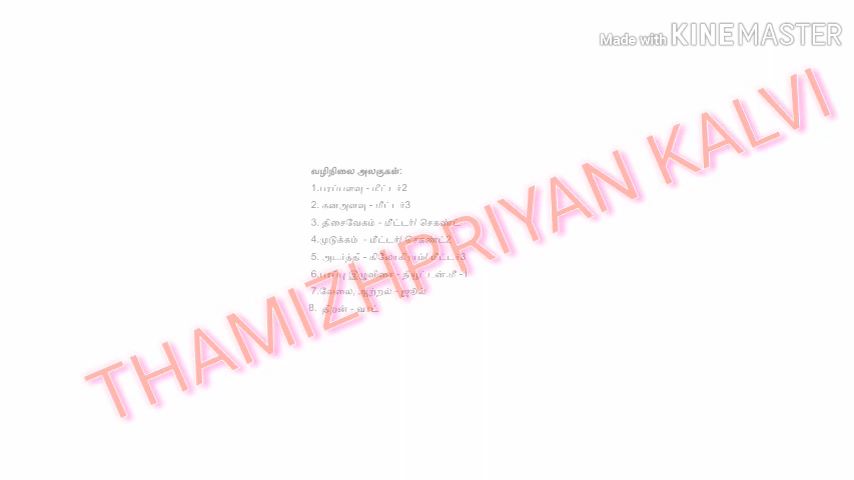 Made with KINEMASTER
THAMIZHPRIYAN KALVI
வழிநிலை அலகுகள்:
1.பரப்பளவு - மீட்டர்2
2. கனஅளவு - மீட்டர்3
3. திசைவேகம் - மீட்டர்/ செகண்ட்
4.முடுக்கம் - மீட்டர்/ செகண்ட்2
5. அடர்த்தி - கிலோகிராம்/ மீட்டர்3
6.பரப்பு இழுவிசை - நியூட்டன்.மீ -1
7.வேலை, ஆற்றல் - ஜூல்
8. திறன் - வாட்